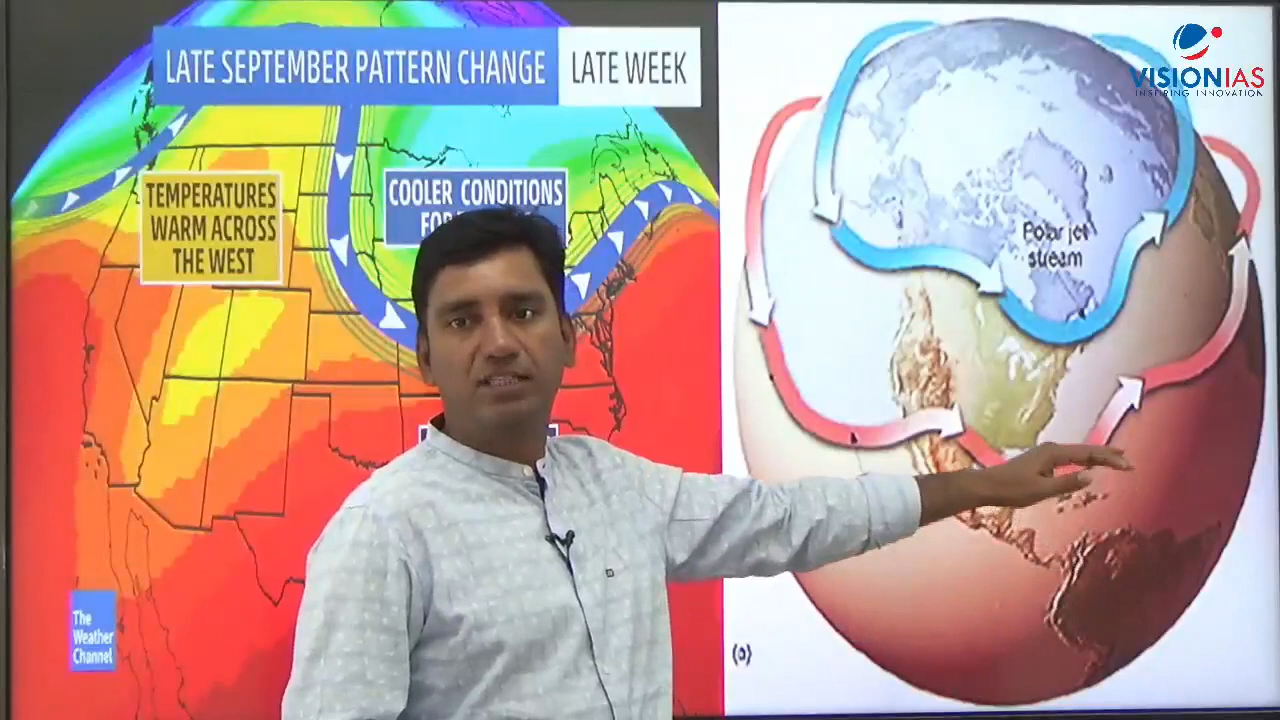 LATE SEPTEMBER PATTERN CHANGE
LATE WEEK
TEMPERATURES
WARM ACROSS
THE WEST
COOLER CONDITIONS
The
Weather
Channel
Polar jet
stream
(a)
VISIONIAS
INSPIRING INNOVATION